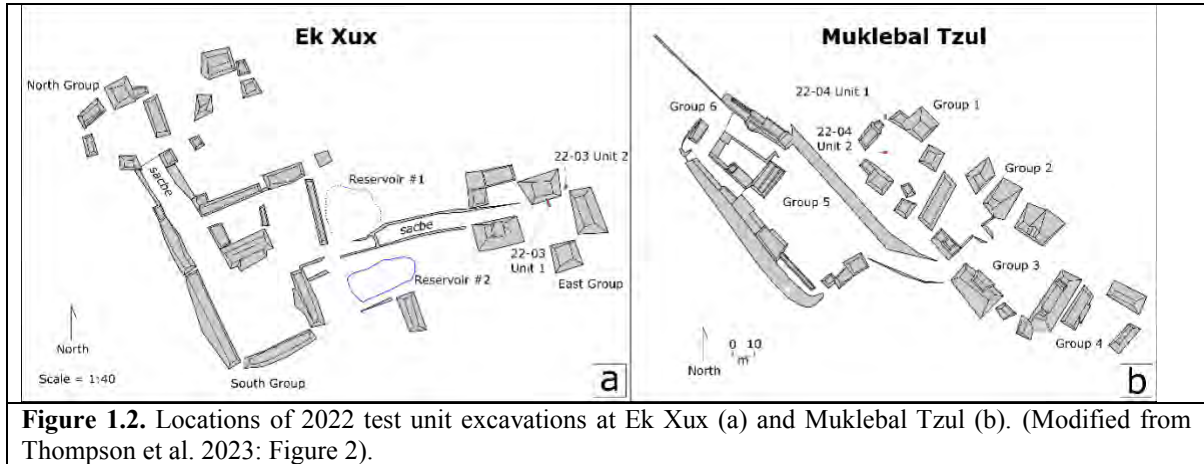 Ek Xux
North Group
sacbe
Reservoir #1
sacbe
22-03 Unit 2
22-03
Unit 1
East Group
Reservoir #2
North
Scale = 1:40
South Group
a
Muklebal Tzul
22-04 Unit 1
Group 1
Group 6
22-04
Unit 2
Group 2
Group 5
Group 3
0 10
m
North
Group 4
b
Figure 1.2. Locations of 2022 test unit excavations at Ek Xux (a) and Muklebal Tzul (b). (Modified from
Thompson et al. 2023: Figure 2).